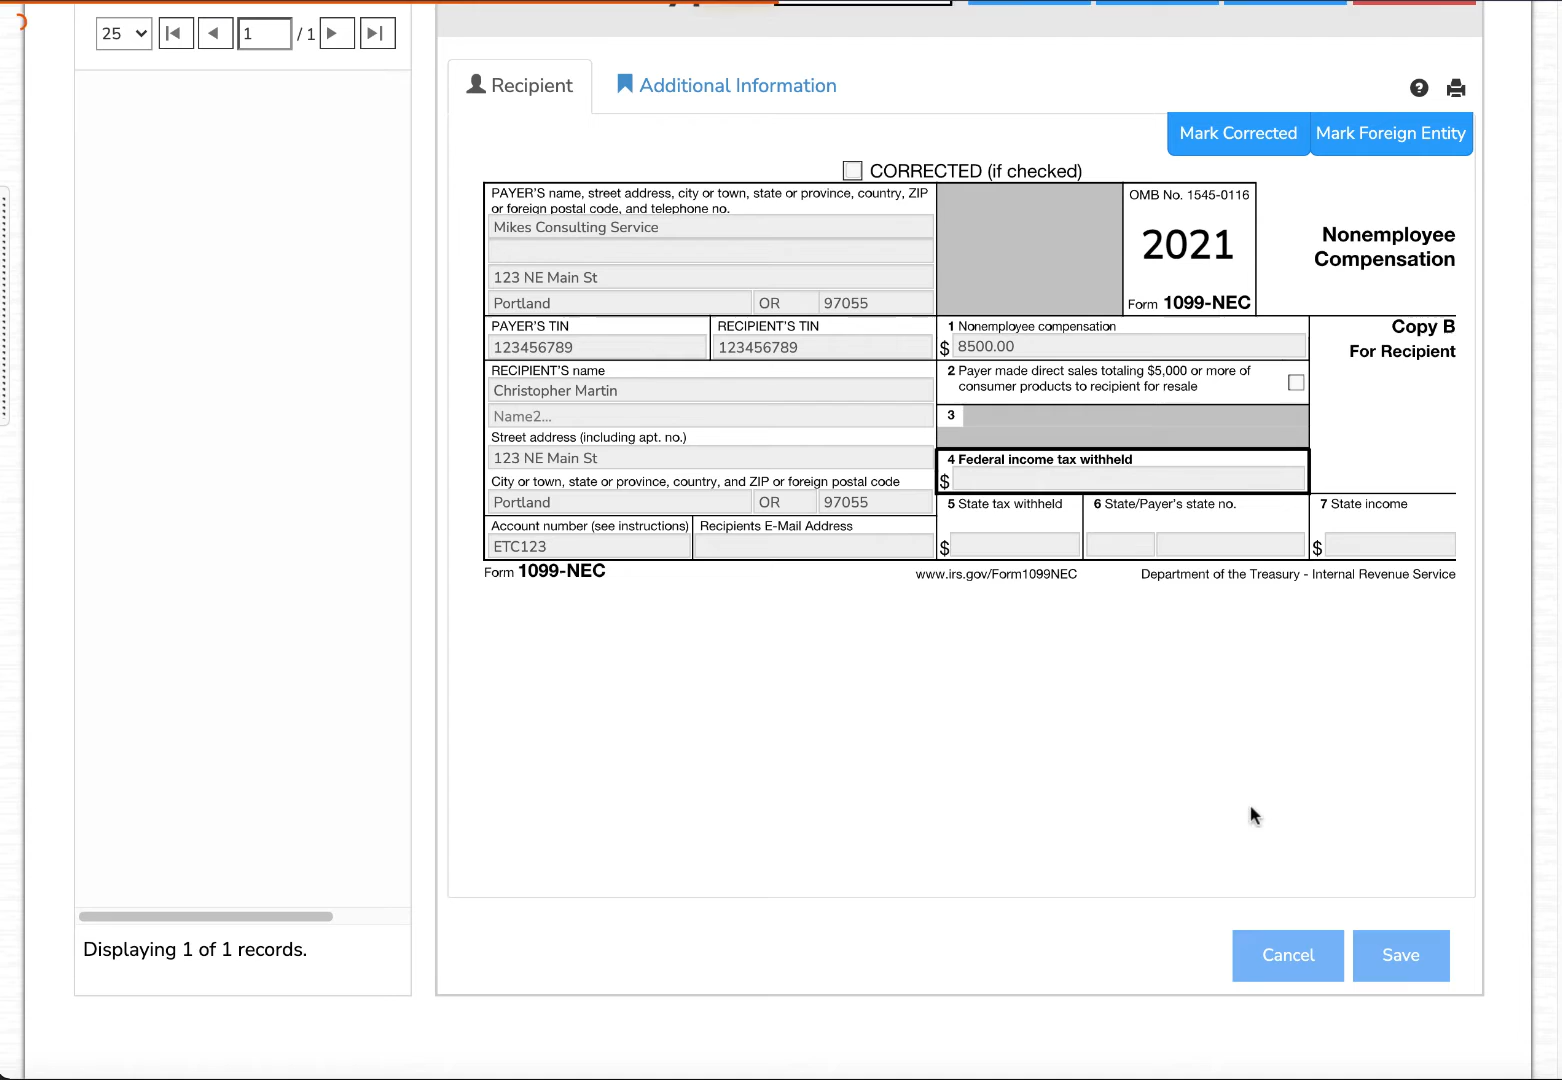 25 1 / 1
Recipient Additional Information
?
Mark Corrected Mark Foreign Entity
CORRECTED (if checked)
PAYER'S name, street address, city or town, state or province, country, ZIP
or foreign postal code, and telephone no.
Mikes Consulting Service
123 NE Main St
Portland OR 97055
OMB No. 1545-0116
2021
Form 1099-NEC
Nonemployee
Compensation
PAYER'S TIN RECIPIENT'S TIN
123456789 123456789
1 Nonemployee compensation
$ 8500.00
Copy B
For Recipient
RECIPIENT'S name
Christopher Martin
Name2...
2 Payer made direct sales totaling $5,000 or more of
consumer products to recipient for resale
3
Street address (including apt. no.)
123 NE Main St
4 Federal income tax withheld
$
City or town, state or province, country, and ZIP or foreign postal code
Portland OR 97055
5 State tax withheld 6 State/Payer's state no. 7 State income
Account number (see instructions) Recipients E-Mail Address
ETC123
$ $
Form 1099-NEC www.irs.gov/Form1099NEC Department of the Treasury - Internal Revenue Service
Displaying 1 of 1 records.
Cancel Save